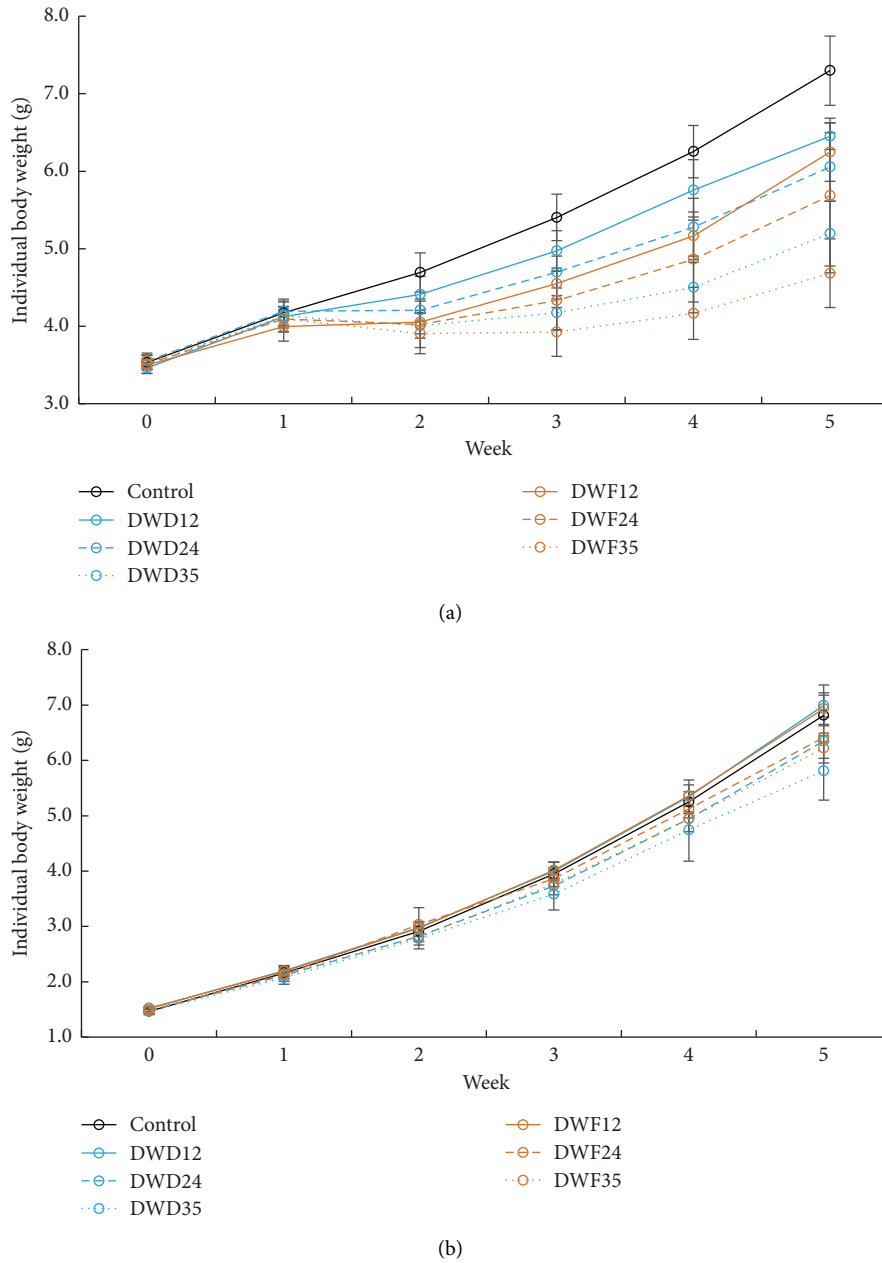 8.0
7.0
6.0
5.0
4.0
3.0
Individual body weight (g)
0 1 2 3 4 5
Week
Control
DWD12
DWD24
DWD35
DWF12
DWF24
DWF35
(a)
8.0
7.0
6.0
5.0
4.0
3.0
2.0
1.0
Individual body weight (g)
0 1 2 3 4 5
Week
Control
DWD12
DWD24
DWD35
DWF12
DWF24
DWF35
(b)